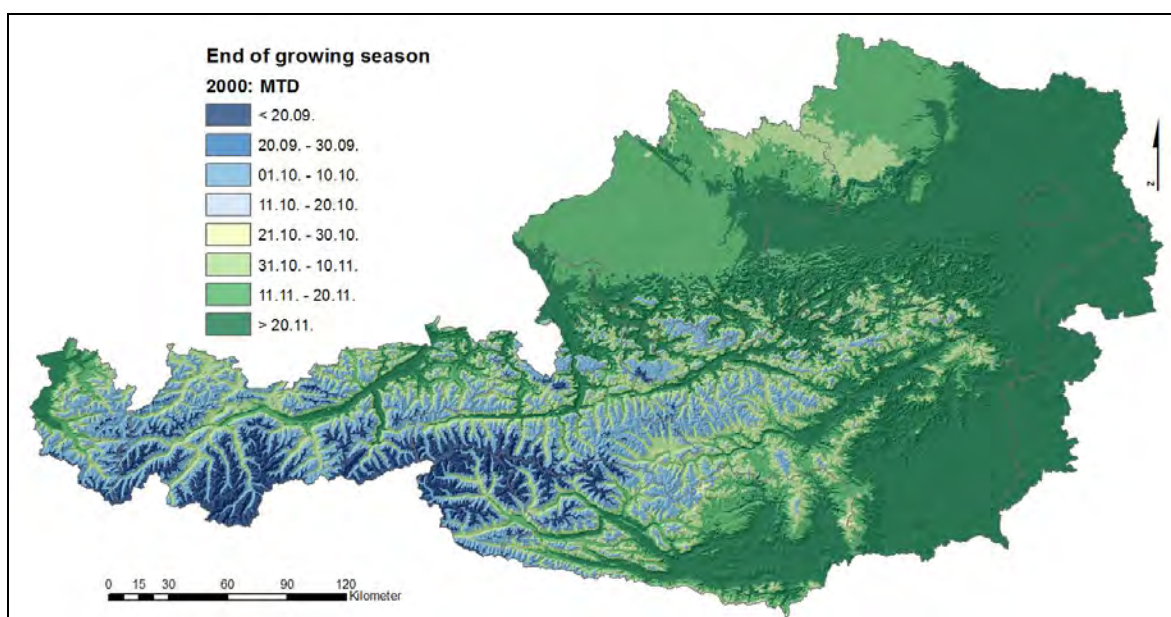 End of growing season
2000: MTD
< 20.09.
20.09. - 30.09.
01.10. - 10.10.
11.10. - 20.10.
21.10. - 30.10.
31.10. - 10.11.
11.11. - 20.11.
> 20.11.
N
0 15 30 60 90 120
Kilometer